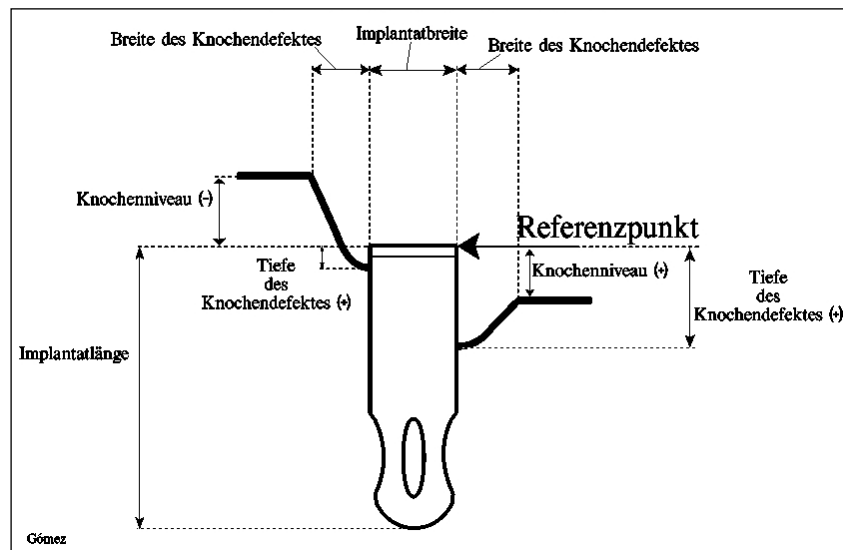 Breite des Knochendefektes
Implantatbreite
Breite des Knochendefektes
Knochenniveau (-)
Referenzpunkt
Tiefe
des
Knochendefektes (+)
Knochenniveau (+)
Tiefe
des
Knochendefektes (+)
Implantatlänge
Gómez